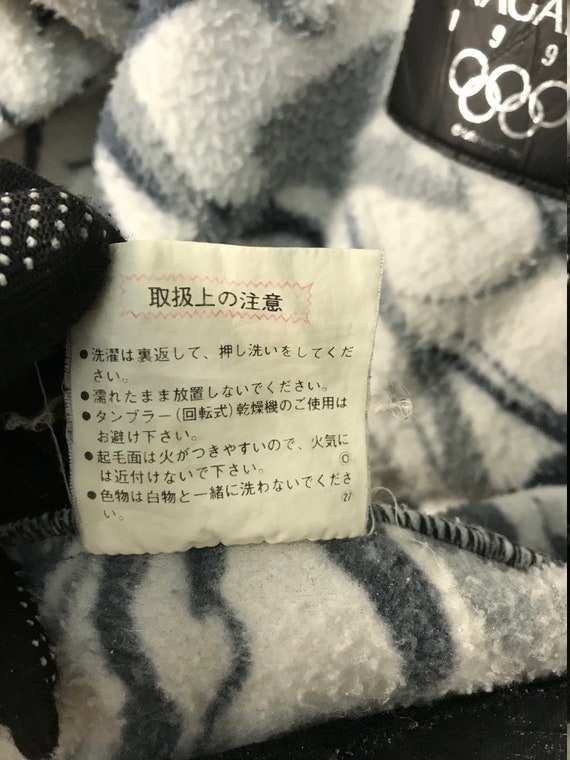 199
取扱上の注意
●洗濯は裏返して、押し洗いをしてくだ
さい。
●濡れたまま放置しないでください。
●タンブラー(回転式)乾燥機のご使用は
お避け下さい。
●起毛面は火がつきやすいので、火気に
は近付けないで下さい。
●色物は白物と一緒に洗わないでくださ
い。
◎
27